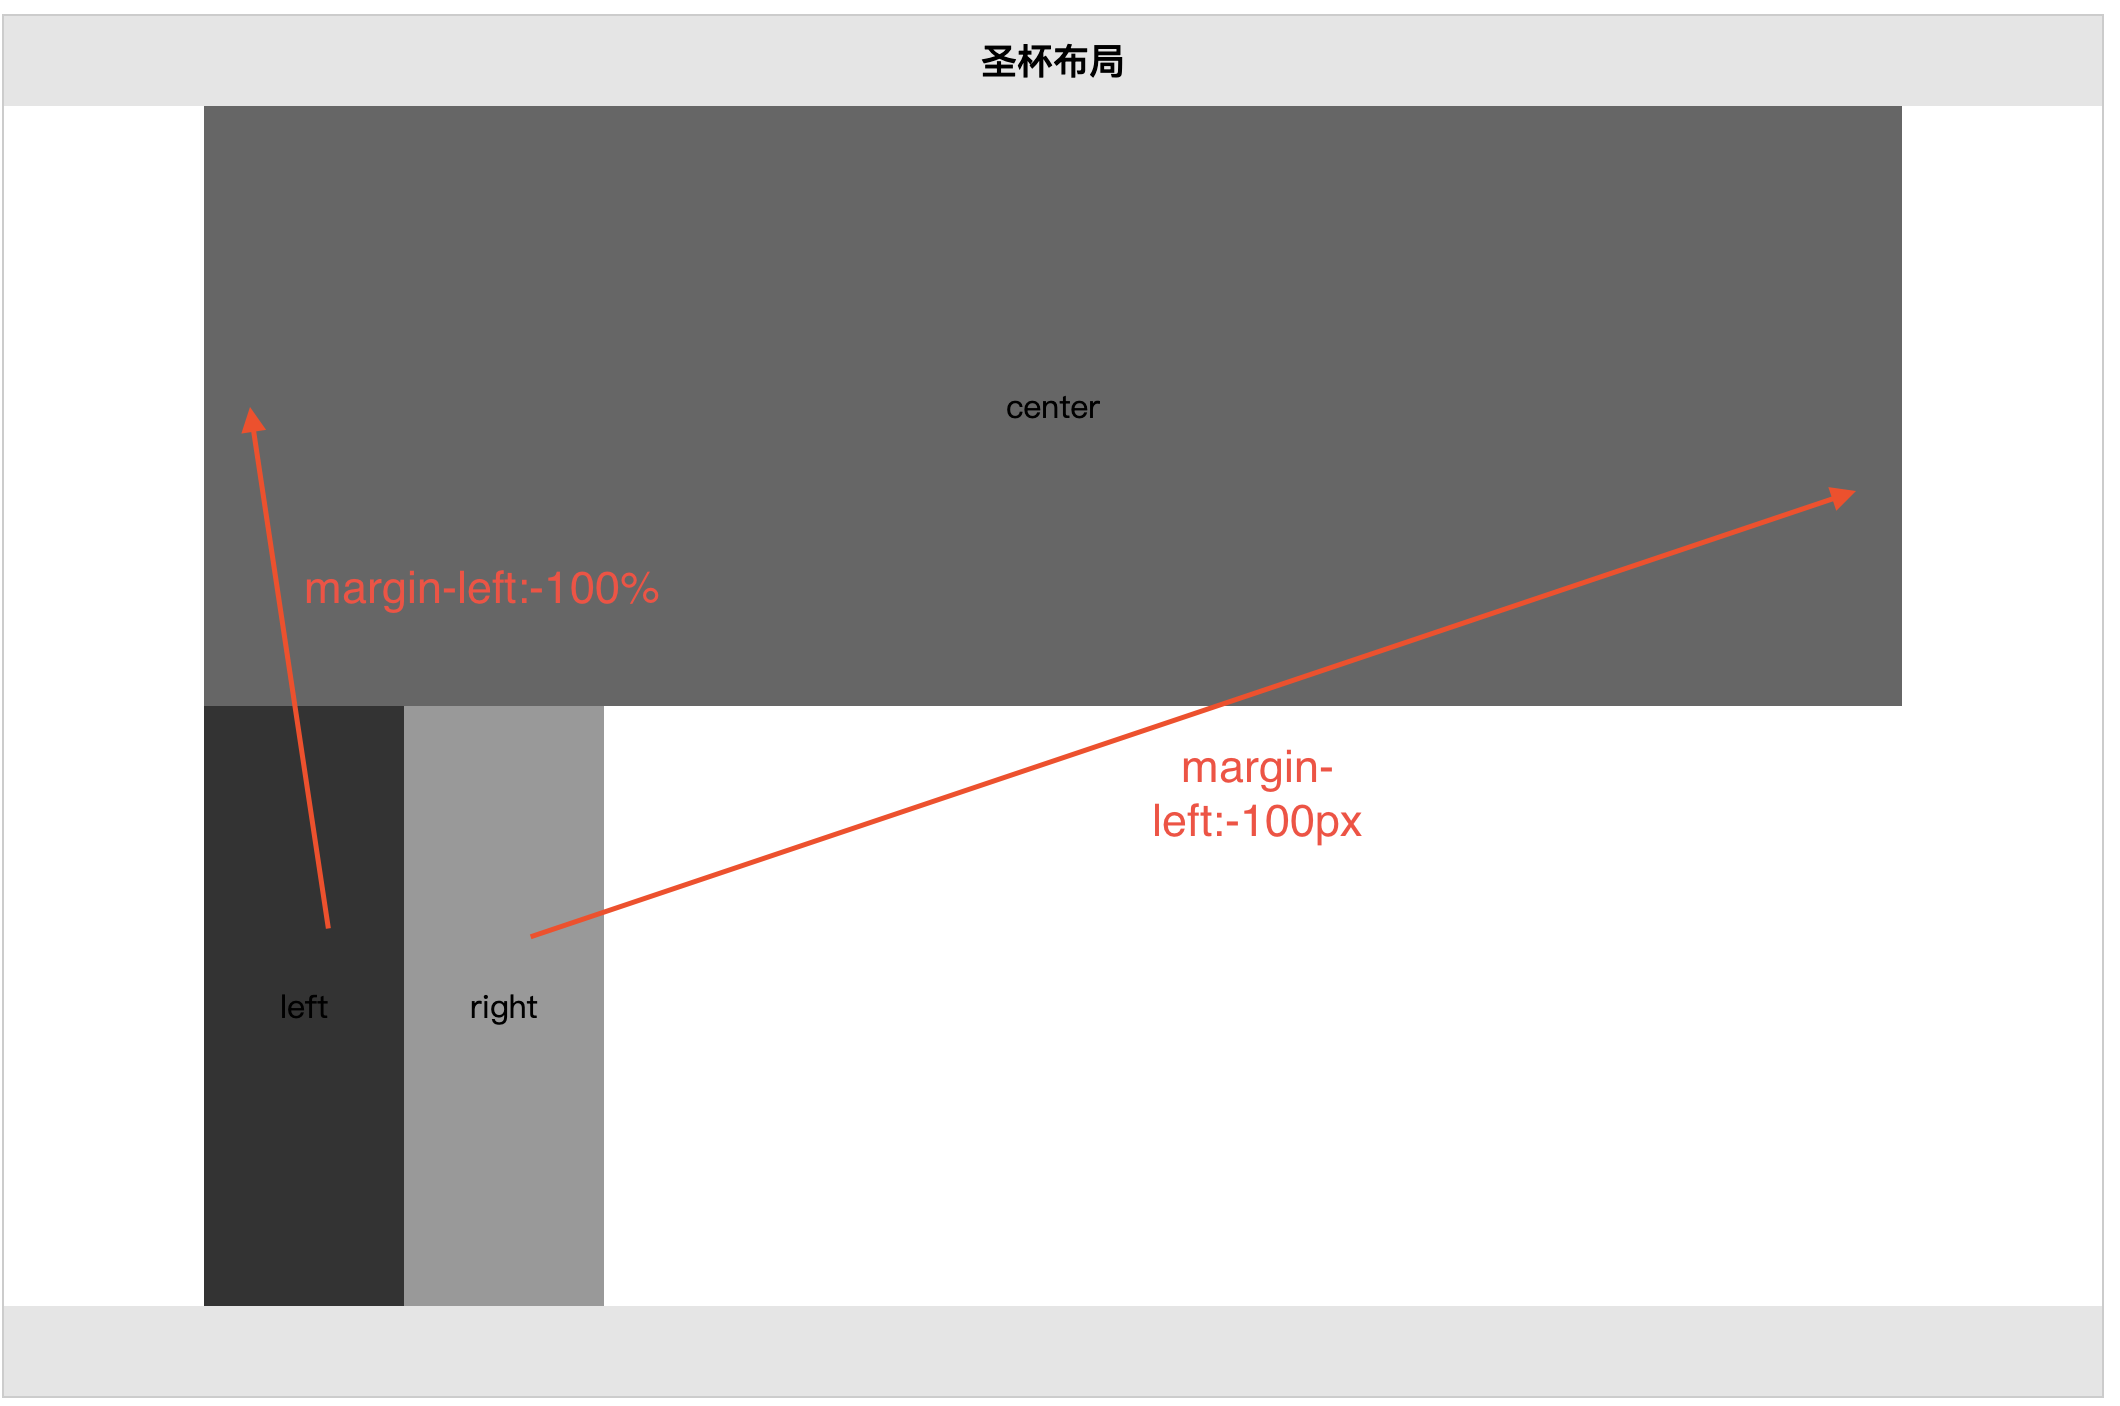 圣杯布局
center
margin-left:-100%
margin-
left:-100px
left
right